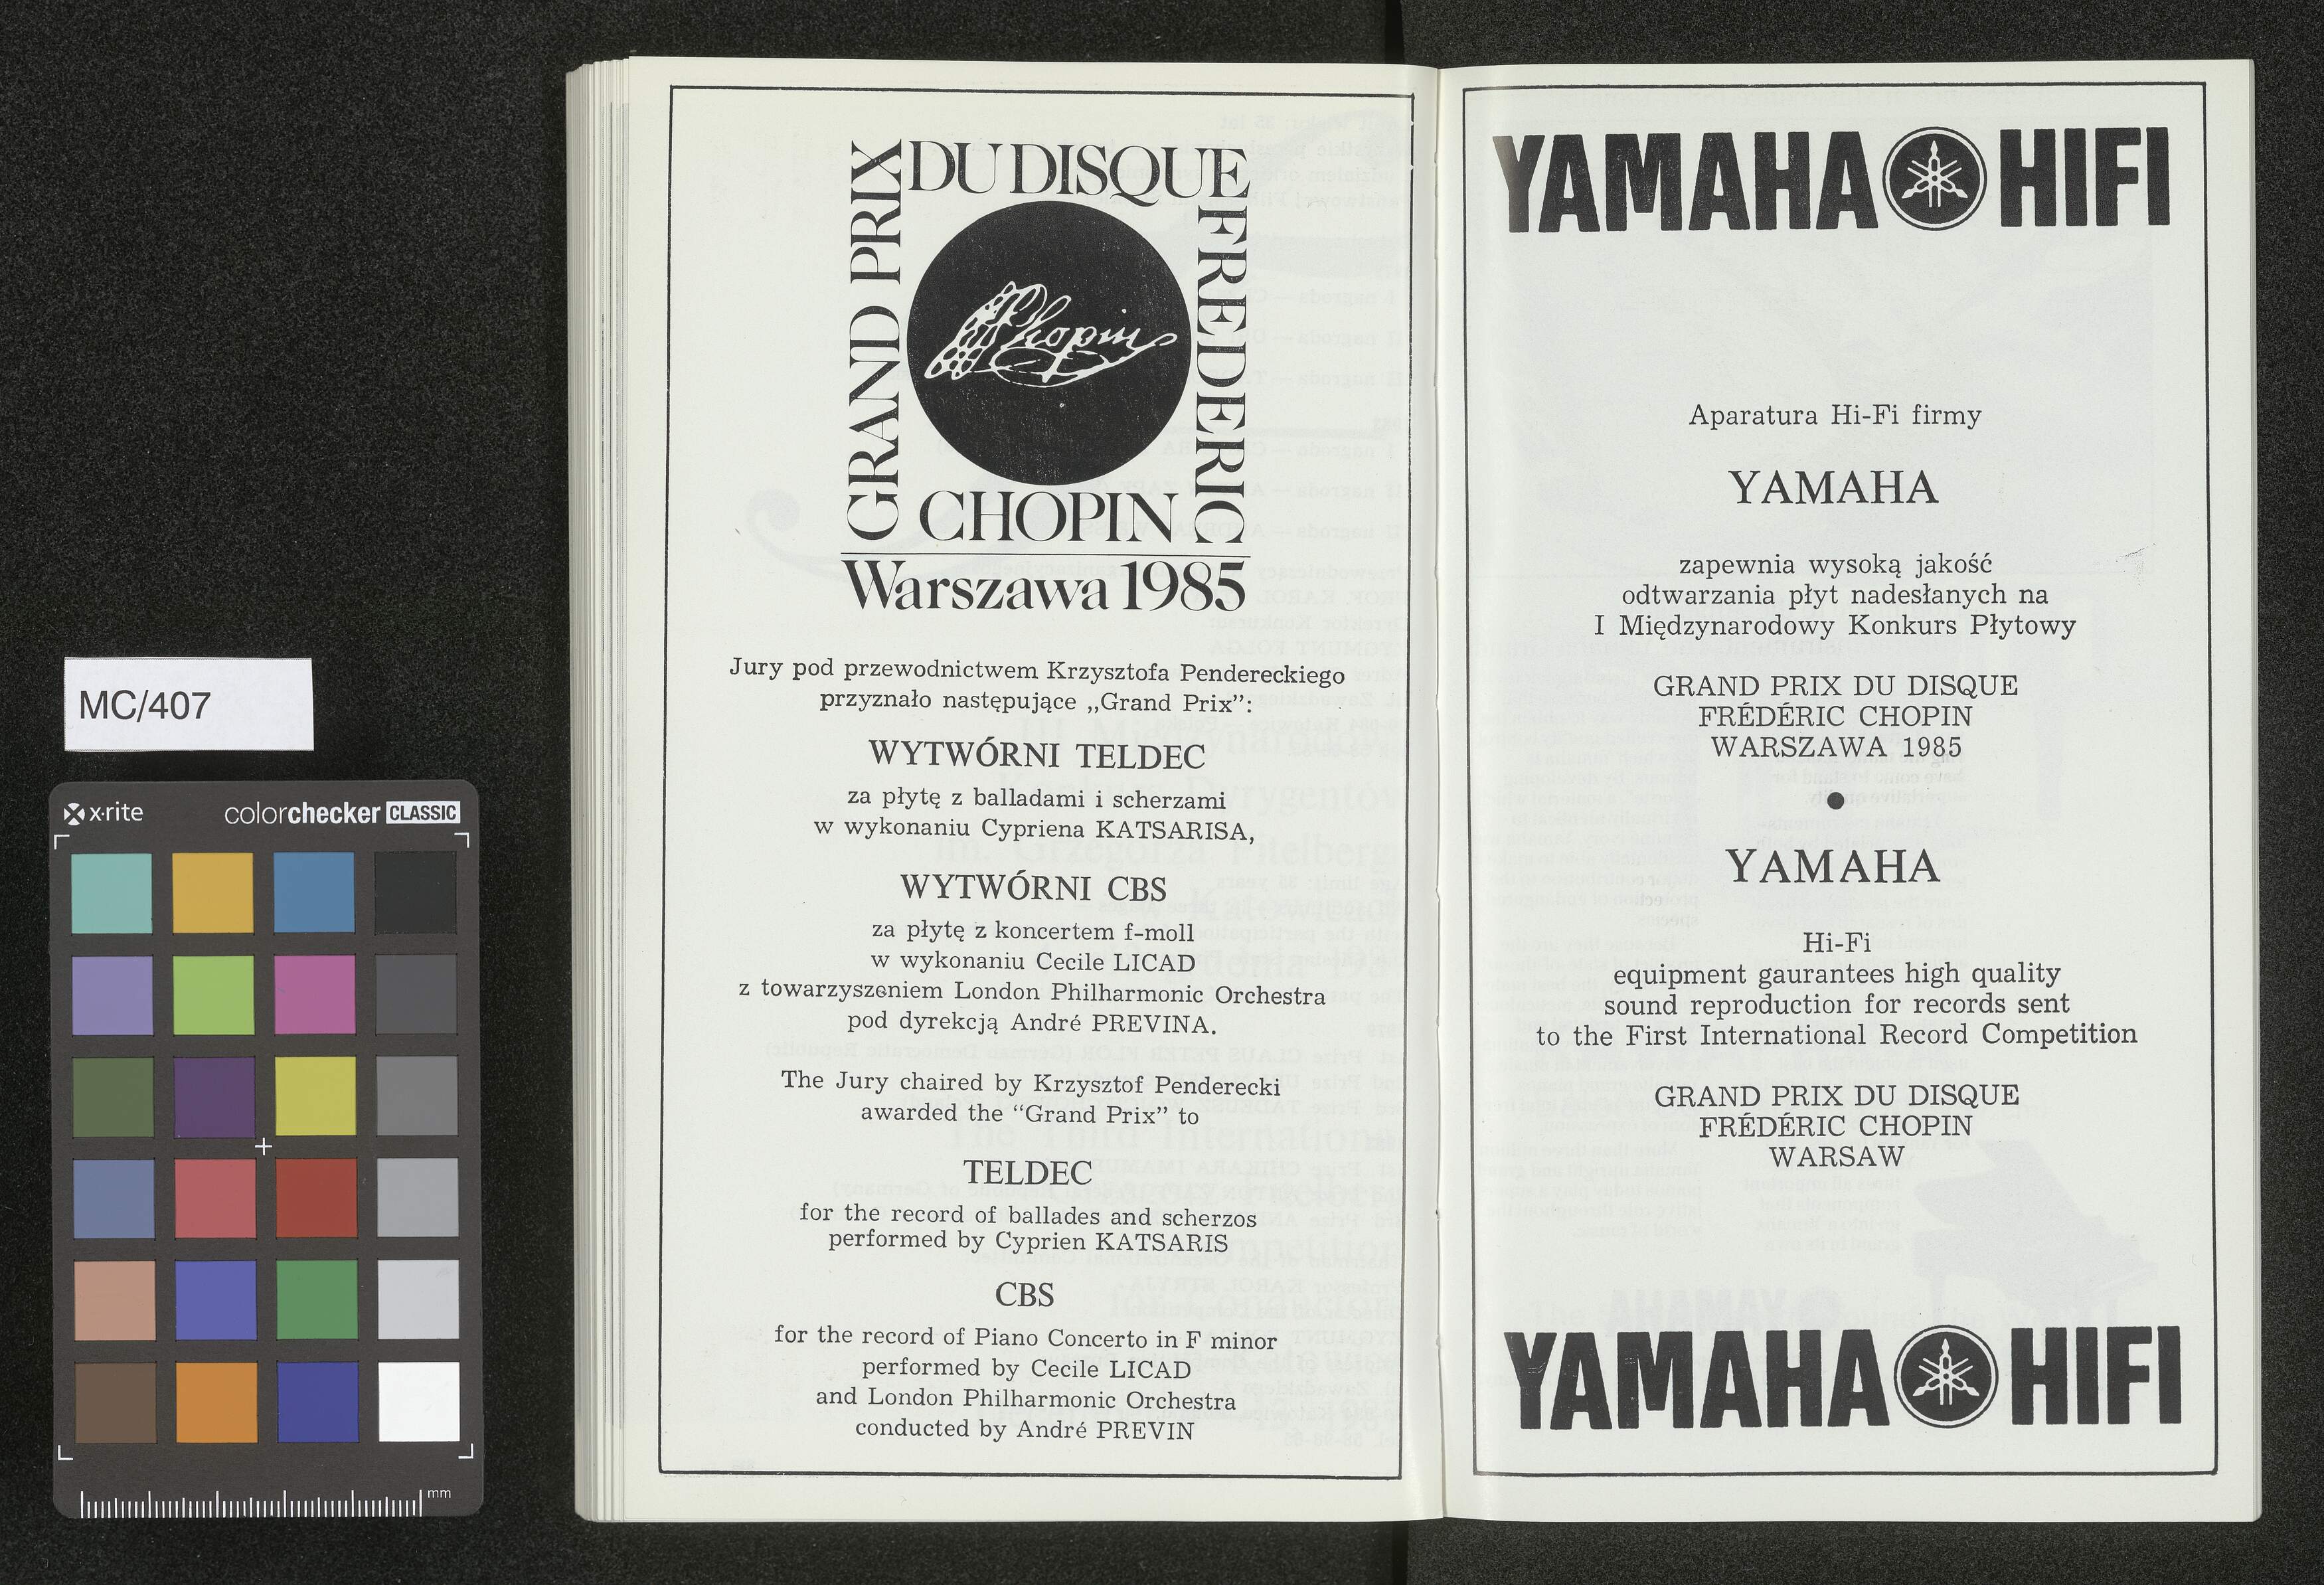 MC/407
x·rite
colorchecker CLASSIC
mm
GRAND PRIX
DU DISQUE
FREDERIC
CHOPIN
Chopin
Warszawa 1985
Jury pod przewodnictwem Krzysztofa Pendereckiego
przyznało następujące „Grand Prix":
WYTWÓRNI TELDEC
za płytę z balladami i scherzami
w wykonaniu Cypriena KATSARISA,
WYTWÓRNI CBS
za płytę z koncertem f-moll
w wykonaniu Cecile LICAD
z towarzyszeniem London Philharmonic Orchestra
pod dyrekcją André PREVINA.
The Jury chaired by Krzysztof Penderecki
awarded the “Grand Prix” to
TELDEC
for the record of ballades and scherzos
performed by Cyprien KATSARIS
CBS
for the record of Piano Concerto in F minor
performed by Cecile LICAD
and London Philharmonic Orchestra
conducted by André PREVIN
YAMAHA HIFI
Aparatura Hi-Fi firmy
YAMAHA
zapewnia wysoką jakość
odtwarzania płyt nadesłanych na
I Międzynarodowy Konkurs Płytowy
GRAND PRIX DU DISQUE
FRÉDÉRIC CHOPIN
WARSZAWA 1985
●
YAMAHA
Hi-Fi
equipment gaurantees high quality
sound reproduction for records sent
to the First International Record Competition
GRAND PRIX DU DISQUE
FRÉDÉRIC CHOPIN
WARSAW
YAMAHA HIFI